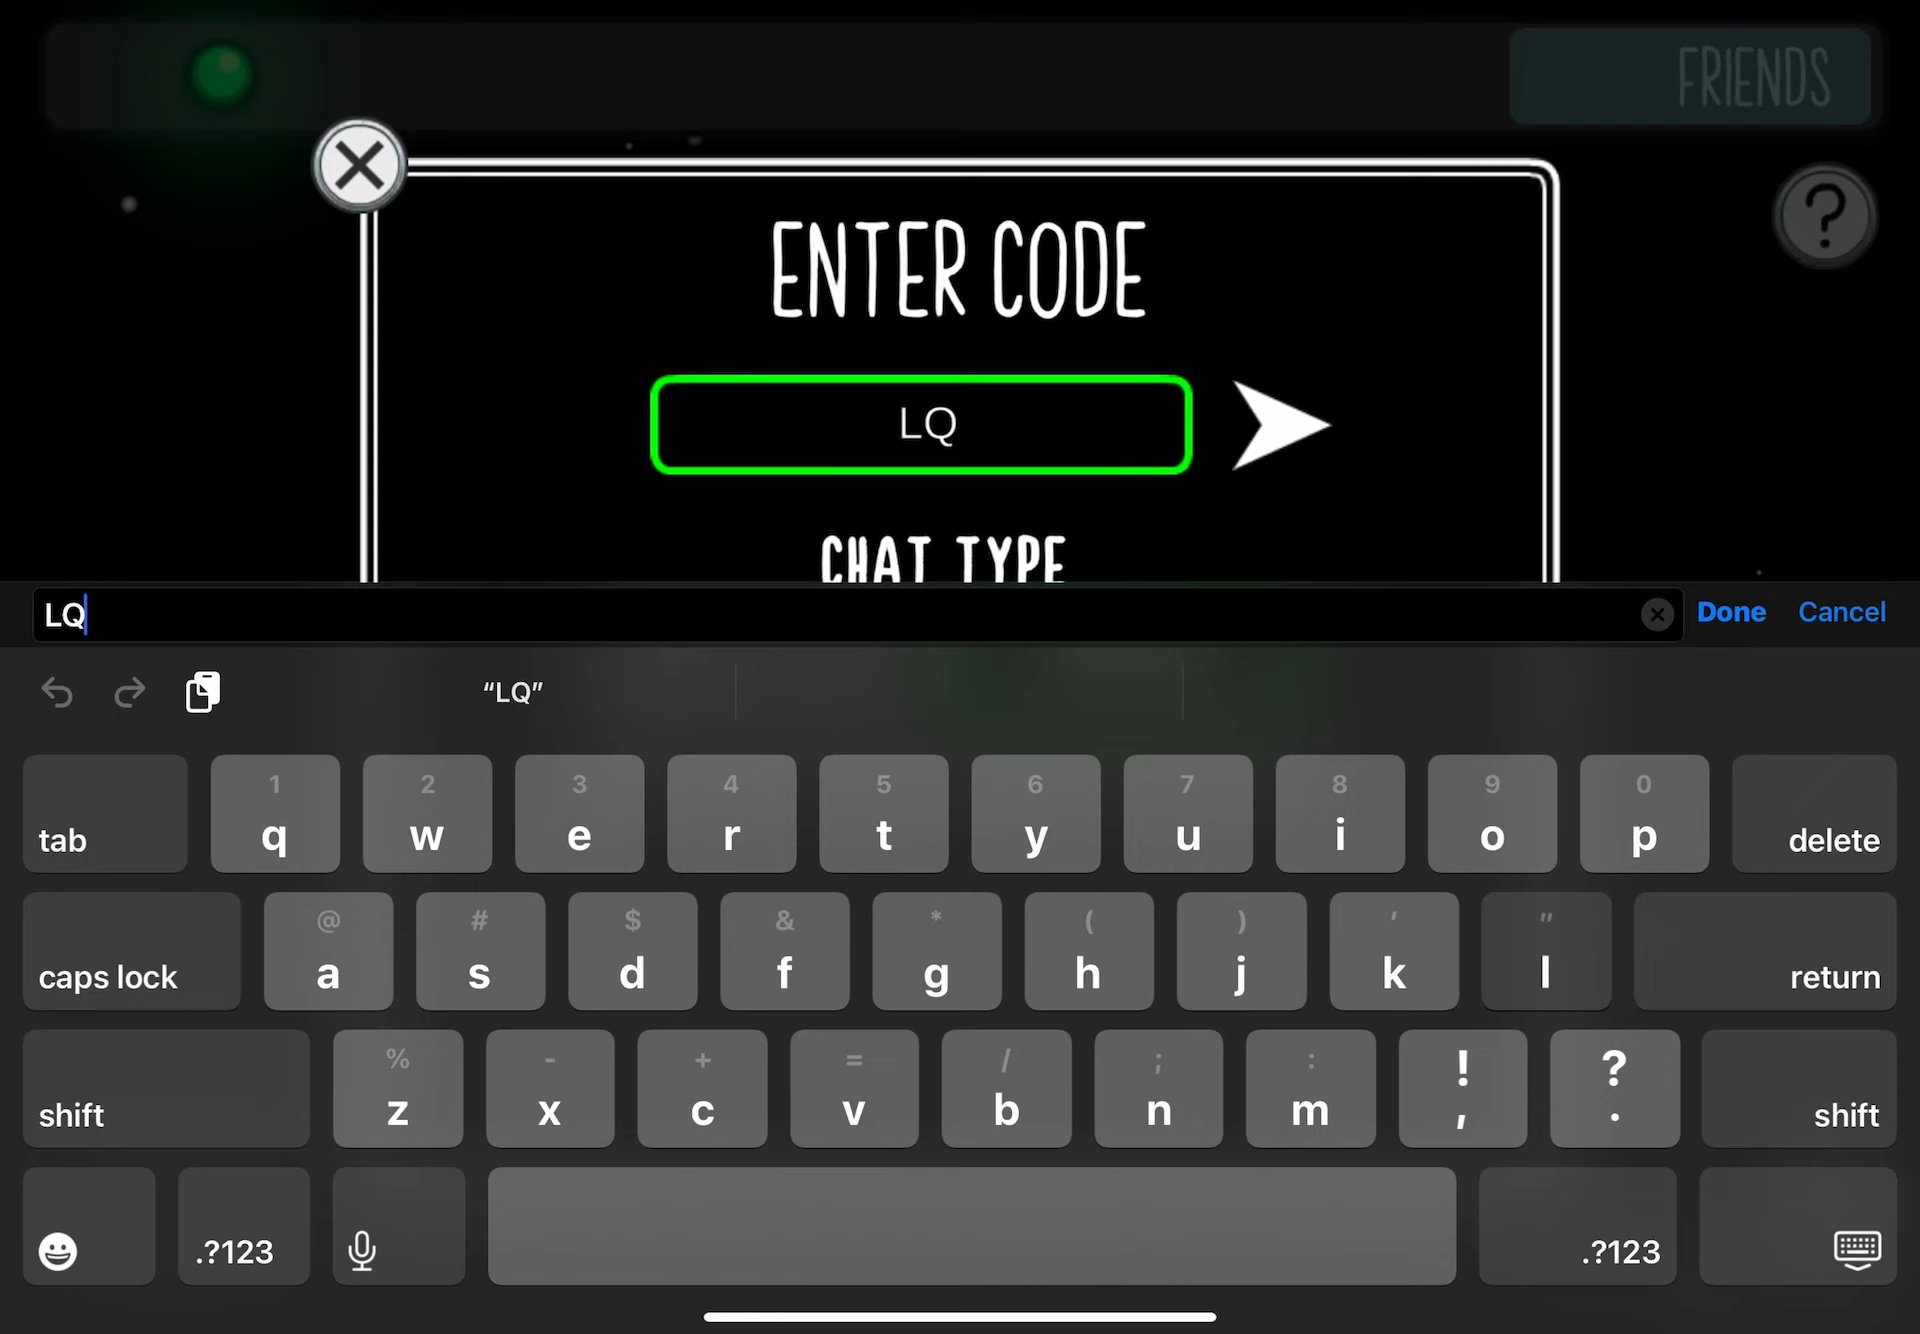 FRIENDS
ENTER CODE
LQ
CHAT TYPE
LQ
Done Cancel
“LQ”
1 2 3 4 5 6 7 8 9 0
tab q w e r t y u i o p delete
@ # $ & * ( ) ' "
caps lock a s d f g h j k l return
% - + = / ; : ! ?
shift z x c v b n m , . shift
.?123 .?123